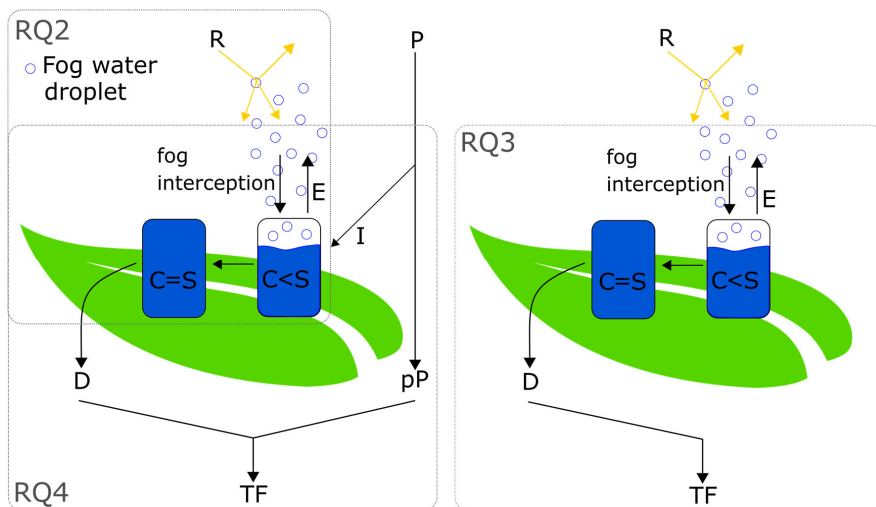 RQ2
R
P
Fog water
droplet
fog
interception
E
I
C=S
C<S
D
pP
TF
RQ4
R
RQ3
fog
interception
E
C=S
C<S
D
TF